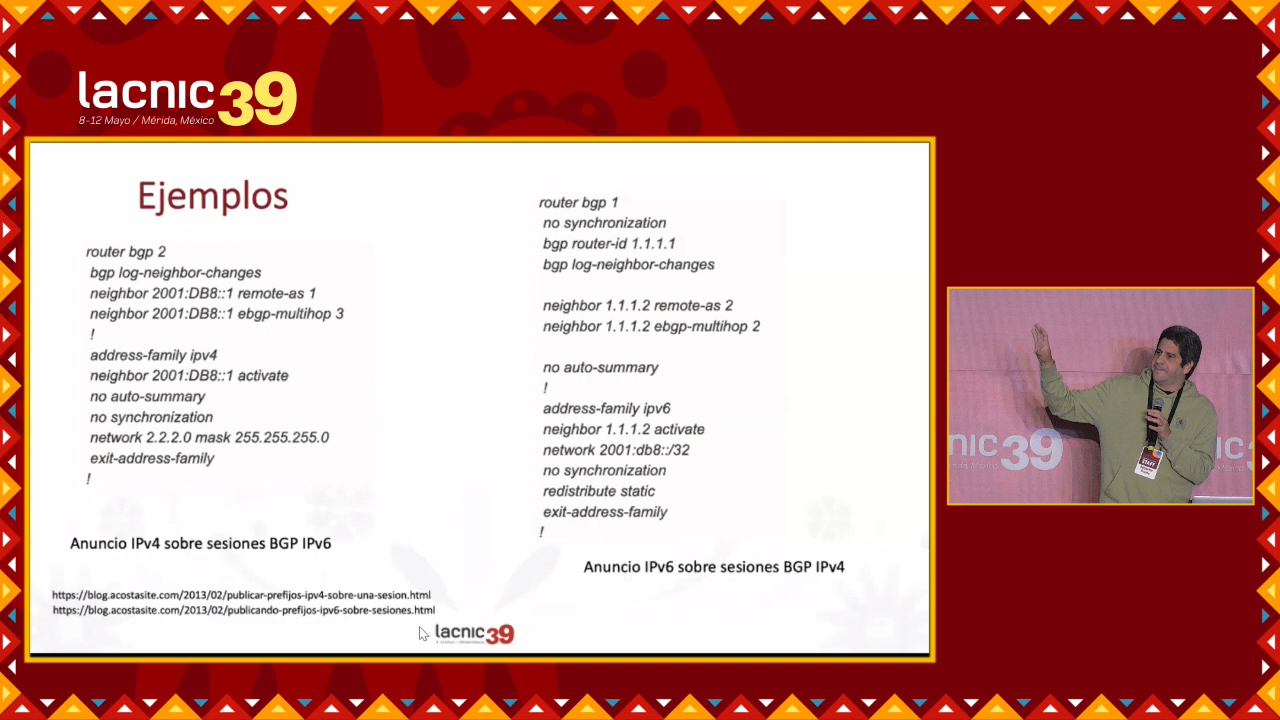 lacnic 39
8-12 Mayo / Mérida, México
Ejemplos
router bgp 2
bgp log-neighbor-changes
neighbor 2001:DB8::1 remote-as 1
neighbor 2001:DB8::1 ebgp-multihop 3
!
address-family ipv4
neighbor 2001:DB8::1 activate
no auto-summary
no synchronization
network 2.2.2.0 mask 255.255.255.0
exit-address-family
!
Anuncio IPv4 sobre sesiones BGP IPv6
router bgp 1
no synchronization
bgp router-id 1.1.1.1
bgp log-neighbor-changes
neighbor 1.1.1.2 remote-as 2
neighbor 1.1.1.2 ebgp-multihop 2
no auto-summary
!
address-family ipv6
neighbor 1.1.1.2 activate
network 2001:db8::/32
no synchronization
redistribute static
exit-address-family
!
Anuncio IPv6 sobre sesiones BGP IPv4
https://blog.acostasite.com/2013/02/publicar-prefijos-ipv4-sobre-una-sesion.html
https://blog.acostasite.com/2013/02/publicando-prefijos-ipv6-sobre-sesiones.html
lacnic 39
nic 39